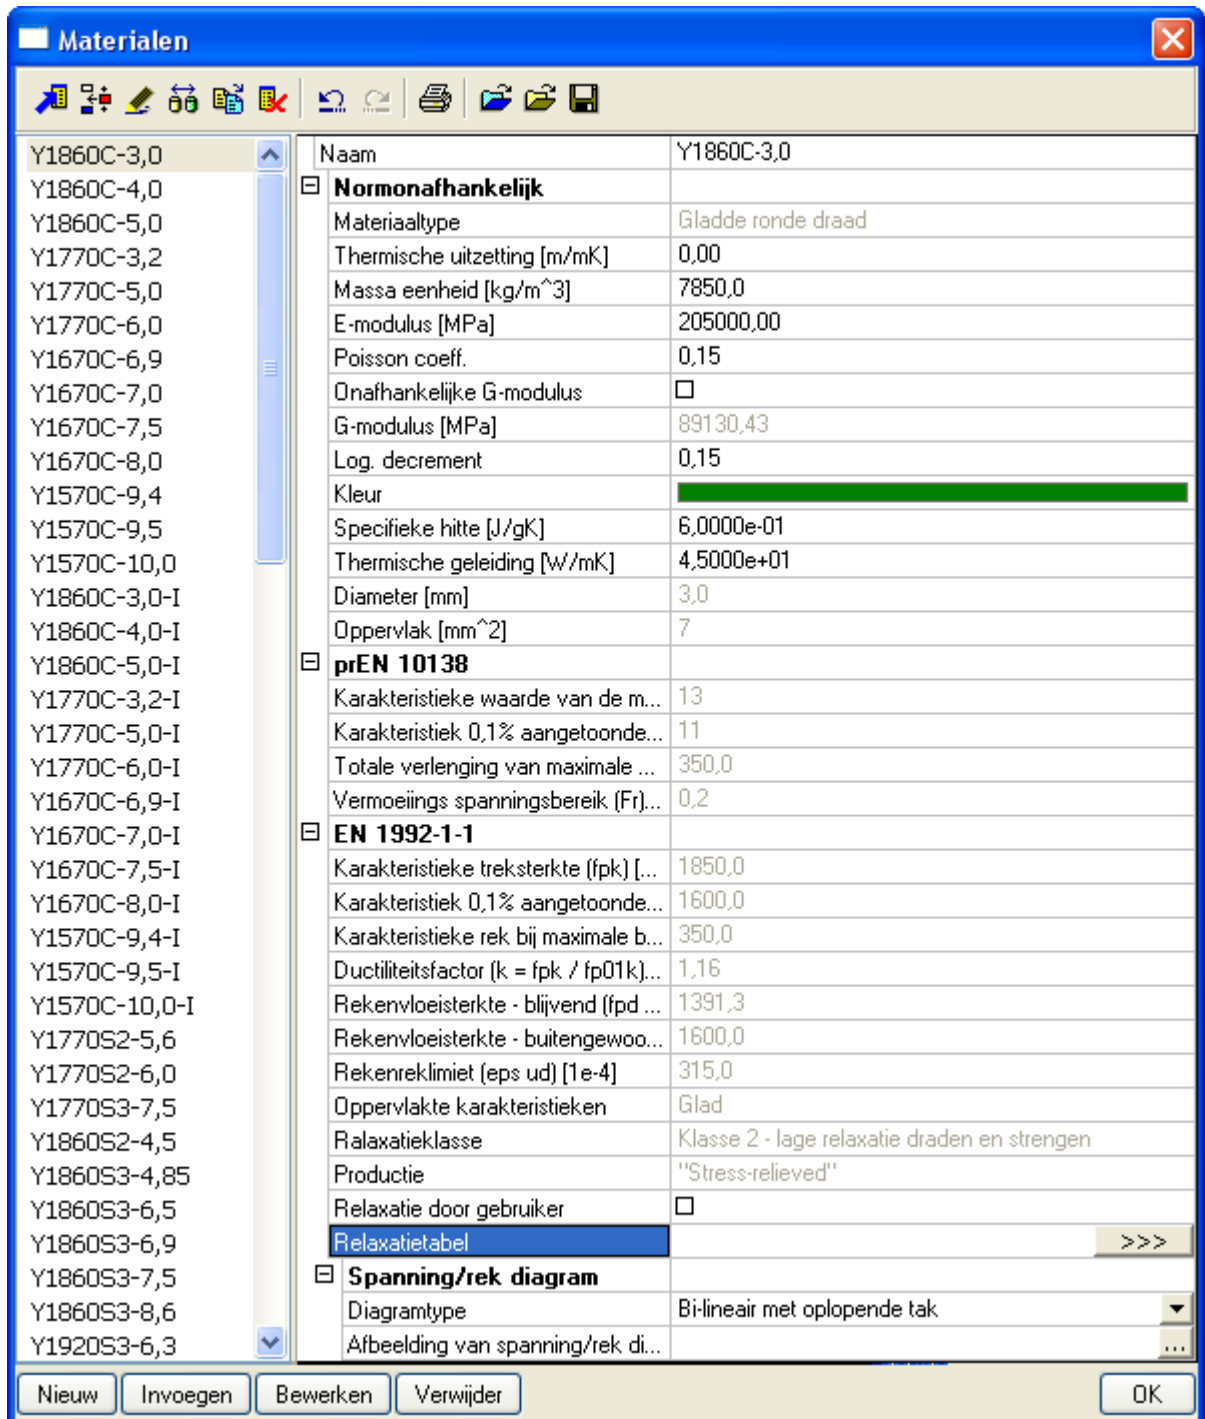 Materialen
Y1860C-3,0
Y1860C-4,0
Y1860C-5,0
Y1770C-3,2
Y1770C-5,0
Y1770C-6,0
Y1670C-6,9
Y1670C-7,0
Y1670C-7,5
Y1670C-8,0
Y1570C-9,4
Y1570C-9,5
Y1570C-10,0
Y1860C-3,0-I
Y1860C-4,0-I
Y1860C-5,0-I
Y1770C-3,2-I
Y1770C-5,0-I
Y1770C-6,0-I
Y1670C-6,9-I
Y1670C-7,0-I
Y1670C-7,5-I
Y1670C-8,0-I
Y1570C-9,4-I
Y1570C-9,5-I
Y1570C-10,0-I
Y1770S2-5,6
Y1770S2-6,0
Y1770S3-7,5
Y1860S2-4,5
Y1860S3-4,85
Y1860S3-6,5
Y1860S3-6,9
Y1860S3-7,5
Y1860S3-8,6
Y1920S3-6,3
Naam Y1860C-3,0
Normonafhankelijk
Materiaaltype Gladde ronde draad
Thermische uitzetting [m/mK] 0,00
Massa eenheid [kg/m^3] 7850,0
E-modulus [MPa] 205000,00
Poisson coeff. 0,15
Onafhankelijke G-modulus
G-modulus [MPa] 89130,43
Log. decrement 0,15
Kleur
Specifieke hitte [J/gK] 6,0000e-01
Thermische geleiding [W/mK] 4,5000e+01
Diameter [mm] 3,0
Oppervlak [mm^2] 7
prEN 10138
Karakteristieke waarde van de m... 13
Karakteristiek 0,1% aangetoonde... 11
Totale verlenging van maximale ... 350,0
Vermoeiings spanningsbereik (Fr)... 0,2
EN 1992-1-1
Karakteristieke treksterkte (fpk) [... 1850,0
Karakteristiek 0,1% aangetoonde... 1600,0
Karakteristieke rek bij maximale b... 350,0
Ductiliteitsfactor (k = fpk / fp01k)... 1,16
Rekenvloeisterkte - blijvend (fpd ... 1391,3
Rekenvloeisterkte - buitengewoo... 1600,0
Rekenreklimiet (eps ud) [1e-4] 315,0
Oppervlakte karakteristieken Glad
Ralaxatieklasse Klasse 2 - lage relaxatie draden en strengen
Productie "Stress-relieved"
Relaxatie door gebruiker
Relaxatietabel >>>
Spanning/rek diagram
Diagramtype Bi-lineair met oplopende tak
Afbeelding van spanning/rek di... ...
Nieuw Invoegen Bewerken Verwijder OK